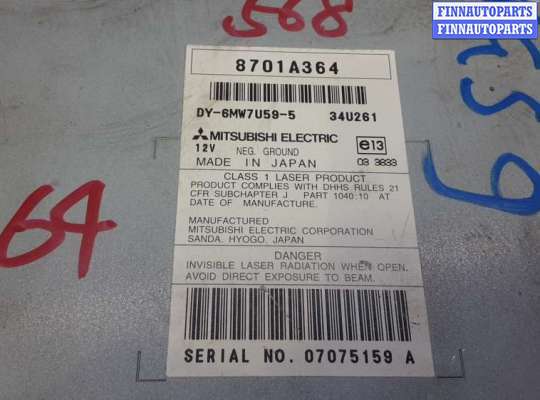 568
FINNAUTOPARTS
FINNAUTOPARTS
8701A364
DY-6MW7U59-5 34U261
MITSUBISHI ELECTRIC
12V NEG. GROUND e13
MADE IN JAPAN 03 3633
CLASS 1 LASER PRODUCT
PRODUCT COMPLIES WITH DHHS RULES 21
CFR SUBCHAPTER J PART 1040.10 AT
DATE OF MANUFACTURE.
MANUFACTURED
MITSUBISHI ELECTRIC CORPORATION
SANDA, HYOGO, JAPAN
64
DANGER
INVISIBLE LASER RADIATION WHEN OPEN.
AVOID DIRECT EXPOSURE TO BEAM.
SERIAL NO. 07075159 A